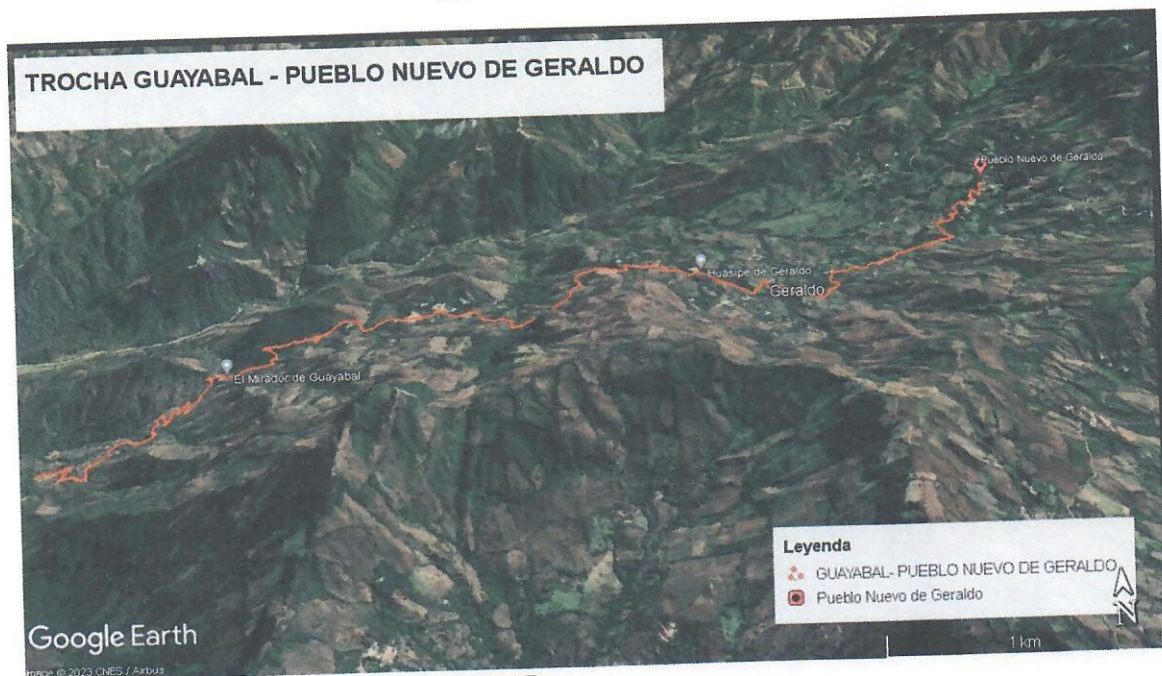 TROCHA GUAYABAL - PUEBLO NUEVO DE GERALDO
Pueblo Nuevo de Geraldo
Huasipe de Geraldo
Geraldo
El Mirador de Guayabal
Leyenda
GUAYABAL- PUEBLO NUEVO DE GERALDO
Pueblo Nuevo de Geraldo
N
1 km
Google Earth
Image © 2023 CNES / Airbus